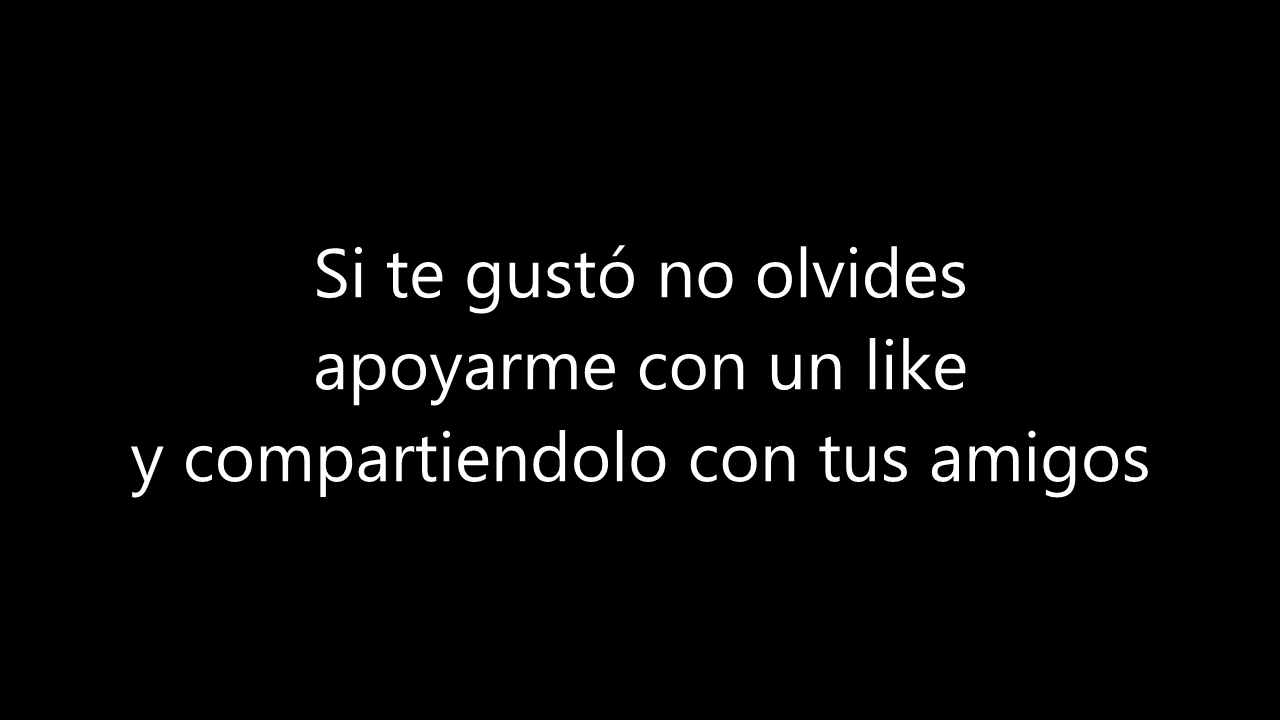 Si te gustó no olvides
apoyarme con un like
y compartiendolo con tus amigos